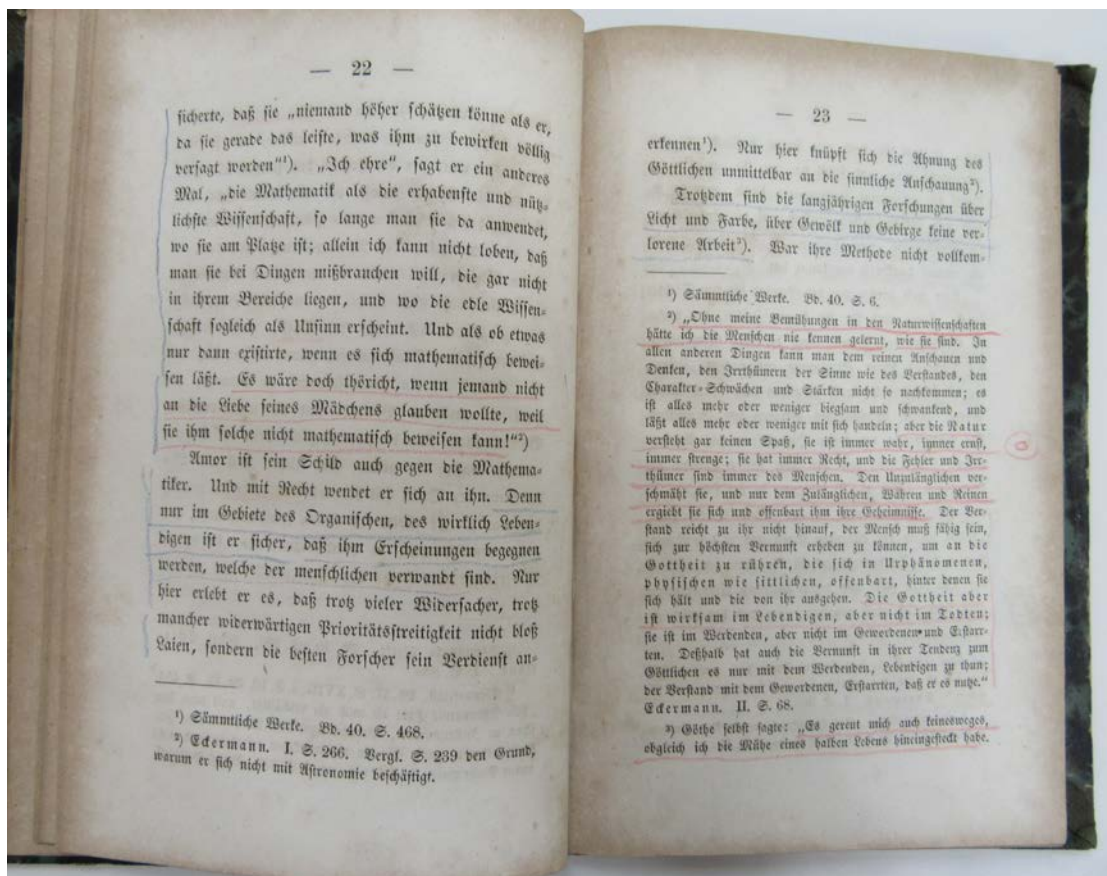 — 22 —
sicherte, daß sie „niemand höher schätzen könne als er,
da sie gerade das leiste, was ihm zu bewirken völlig
versagt worden“¹). „Ich ehre“, sagt er ein anderes
Mal, „die Mathematik als die erhabenste und nütz-
lichste Wissenschaft, so lange man sie da anwendet,
wo sie am Platze ist; allein ich kann nicht loben, daß
man sie bei Dingen mißbrauchen will, die gar nicht
in ihrem Bereiche liegen, und wo die edle Wissen-
schaft sogleich als Unsinn erscheint. Und als ob etwas
nur dann existirte, wenn es sich mathematisch bewei-
sen läßt. Es wäre doch thöricht, wenn jemand nicht
an die Liebe seines Mädchens glauben wollte, weil
sie ihm solche nicht mathematisch beweisen kann!“²)
Amor ist sein Schild auch gegen die Mathema-
tiker. Und mit Recht wendet er sich an ihn. Denn
nur im Gebiete des Organischen, des wirklich Leben-
digen ist er sicher, daß ihm Erscheinungen begegnen
werden, welche der menschlichen verwandt sind. Nur
hier erlebt er es, daß trotz vieler Widersacher, trotz
mancher widerwärtigen Prioritätsstreitigkeit nicht bloß
Laien, sondern die besten Forscher sein Verdienst an-
¹) Sämmtliche Werke. Bd. 40. S. 468.
²) Eckermann. I. S. 266. Vergl. S. 239 den Grund,
warum er sich nicht mit Astronomie beschäftigt.
— 23 —
erkennen¹). Nur hier knüpft sich die Ahnung des
Göttlichen unmittelbar an die sinnliche Anschauung²).
Trotzdem sind die langjährigen Forschungen über
Licht und Farbe, über Gewölk und Gebirge keine ver-
lorene Arbeit³). War ihre Methode nicht vollkom-
¹) Sämmtliche Werke. Bd. 40. S. 6.
²) „Ohne meine Bemühungen in den Naturwissenschaften
hätte ich die Menschen nie kennen gelernt, wie sie sind. In
allen anderen Dingen kann man dem reinen Anschauen und
Denken, den Irrthümern der Sinne wie des Verstandes, den
Charakter-Schwächen und Stärken nicht so nachkommen; es
ist alles mehr oder weniger biegsam und schwankend, und
läßt alles mehr oder weniger mit sich handeln; aber die Natur
versteht gar keinen Spaß, sie ist immer wahr, immer ernst,
immer strenge; sie hat immer Recht, und die Fehler und Irr-
thümer sind immer des Menschen. Den Unzulänglichen ver-
schmäht sie, und nur dem Zulänglichen, Wahren und Reinen
ergiebt sie sich und offenbart ihm ihre Geheimnisse. Der Ver-
stand reicht zu ihr nicht hinauf, der Mensch muß fähig sein,
sich zur höchsten Vernunft erheben zu können, um an die
Gottheit zu rühren, die sich in Urphänomenen,
physischen wie sittlichen, offenbart, hinter denen sie
sich hält und die von ihr ausgehen. Die Gottheit aber
ist wirksam im Lebendigen, aber nicht im Todten;
sie ist im Werdenden, aber nicht im Gewordenen und Erstarr-
ten. Deßhalb hat auch die Vernunft in ihrer Tendenz zum
Göttlichen es nur mit dem Werdenden, Lebendigen zu thun;
der Verstand mit dem Gewordenen, Erstarrten, daß er es nutze.“
Eckermann. II. S. 68.
³) Göthe selbst sagte: „Es gereut mich auch keinesweges,
obgleich ich die Mühe eines halben Lebens hineingesteckt habe.